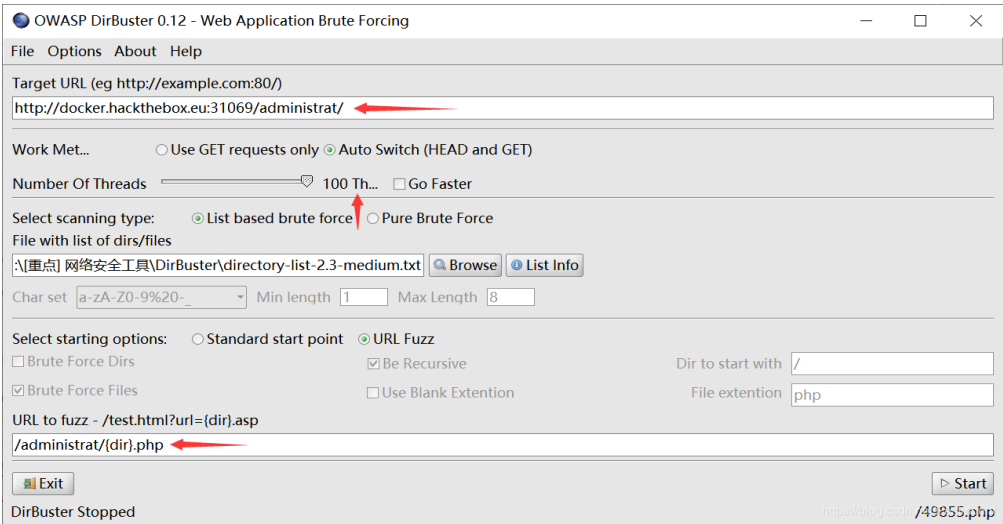 OWASP DirBuster 0.12 - Web Application Brute Forcing
File Options About Help
Target URL (eg http://example.com:80/)
http://docker.hackthebox.eu:31069/administrat/
Work Met... Use GET requests only Auto Switch (HEAD and GET)
Number Of Threads 100 Th... Go Faster
Select scanning type: List based brute force Pure Brute Force
File with list of dirs/files
:\[重点] 网络安全工具\DirBuster\directory-list-2.3-medium.txt Browse List Info
Char set a-zA-Z0-9%20-_ Min length 1 Max Length 8
Select starting options: Standard start point URL Fuzz
Brute Force Dirs Be Recursive Dir to start with /
Brute Force Files Use Blank Extention File extention php
URL to fuzz - /test.html?url={dir}.asp
/administrat/{dir}.php
Exit Start
DirBuster Stopped /49855.php